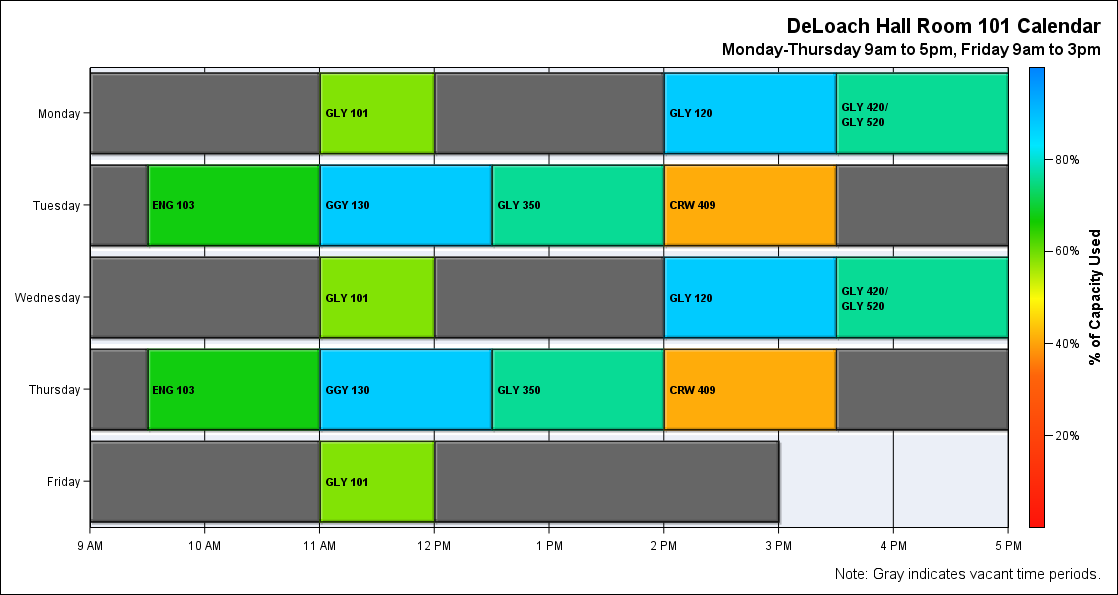 DeLoach Hall Room 101 Calendar
Monday-Thursday 9am to 5pm, Friday 9am to 3pm
Monday
GLY 101
GLY 120
GLY 420/
GLY 520
Tuesday
ENG 103
GGY 130
GLY 350
CRW 409
Wednesday
GLY 101
GLY 120
GLY 420/
GLY 520
Thursday
ENG 103
GGY 130
GLY 350
CRW 409
Friday
GLY 101
9 AM
10 AM
11 AM
12 PM
1 PM
2 PM
3 PM
4 PM
5 PM
80%
60%
40%
20%
% of Capacity Used
Note: Gray indicates vacant time periods.